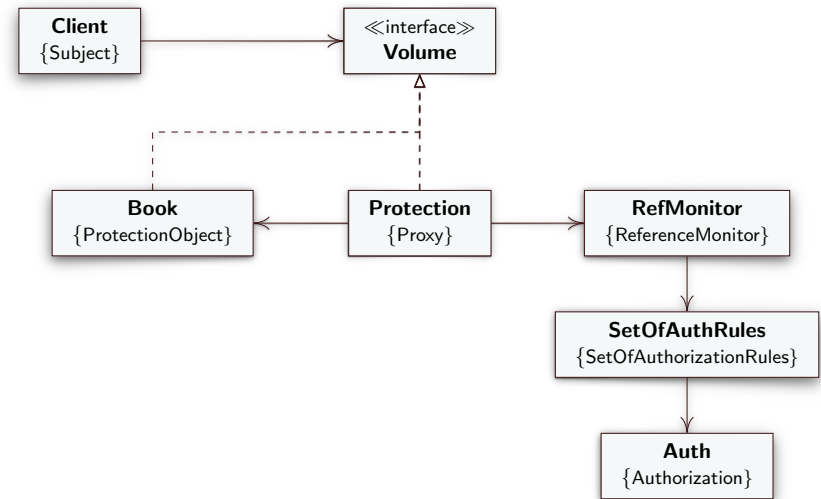 Client
{Subject}
≪interface≫
Volume
Book
{ProtectionObject}
Protection
{Proxy}
RefMonitor
{ReferenceMonitor}
SetOfAuthRules
{SetOfAuthorizationRules}
Auth
{Authorization}